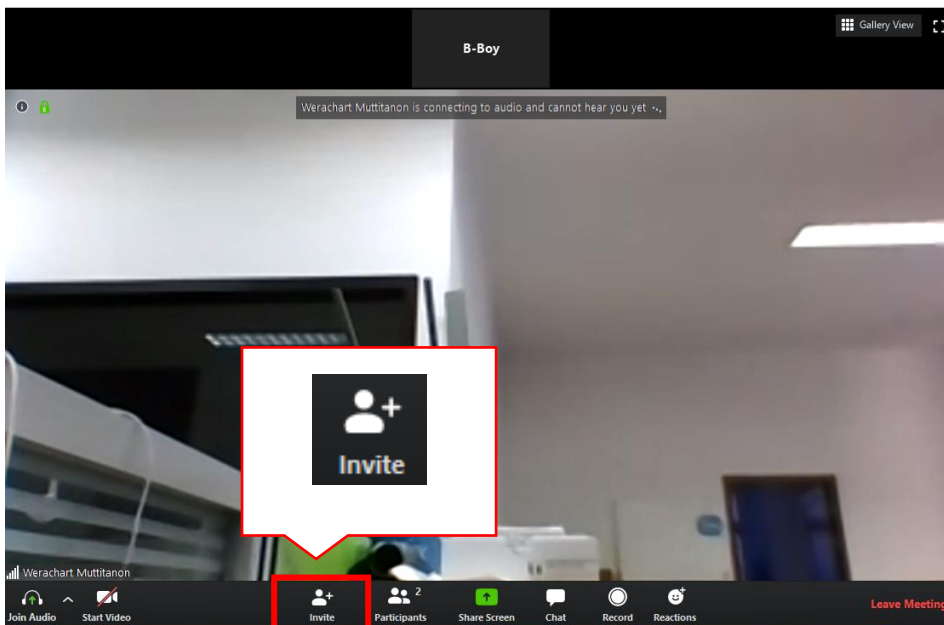 Gallery View
B-Boy
Werachart Muttitanon is connecting to audio and cannot hear you yet
Invite
Werachart Muttitanon
Join Audio
Start Video
Invite
2
Participants
Share Screen
Chat
Record
Reactions
Leave Meeting